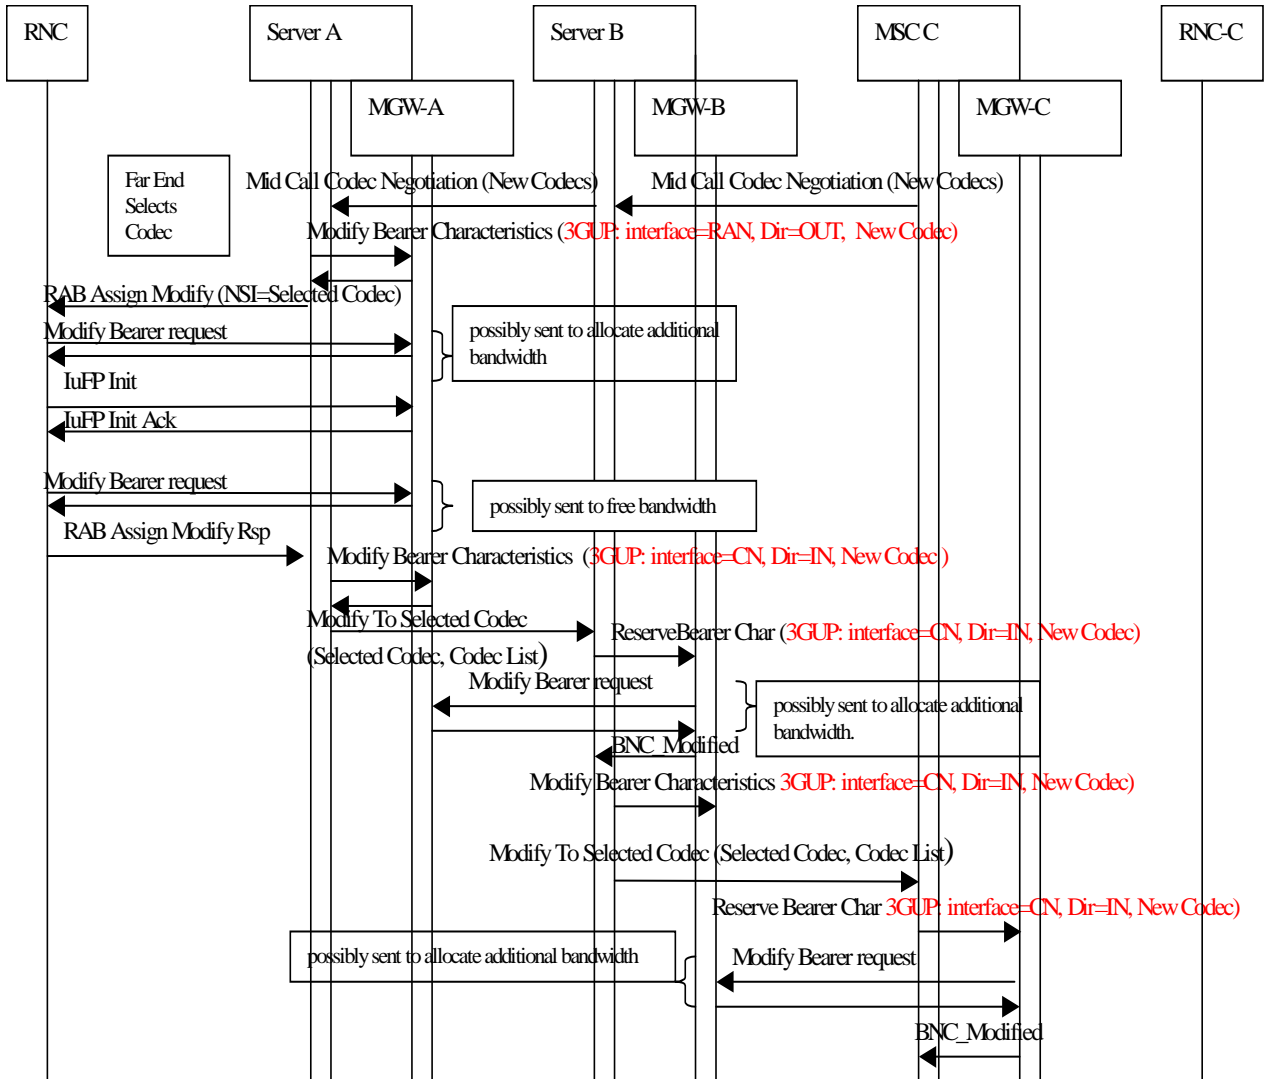 RNC
Server A
Server B
MSC C
RNC-C
MGW-A
MGW-B
MGW-C
Far End
Selects
Codec
Mid Call Codec Negotiation (New Codecs)
Mid Call Codec Negotiation (New Codecs)
Modify Bearer Characteristics (3GUP: interface=RAN, Dir=OUT, New Codec)
RAB Assign Modify (NSI=Selected Codec)
Modify Bearer request
possibly sent to allocate additional
bandwidth
IuFP Init
IuFP Init Ack
Modify Bearer request
possibly sent to free bandwidth
RAB Assign Modify Rsp
Modify Bearer Characteristics (3GUP: interface=CN, Dir=IN, New Codec )
Modify To Selected Codec
(Selected Codec, Codec List)
ReserveBearer Char (3GUP: interface=CN, Dir=IN, New Codec)
Modify Bearer request
possibly sent to allocate additional
bandwidth.
BNC_Modified
Modify Bearer Characteristics 3GUP: interface=CN, Dir=IN, New Codec)
Modify To Selected Codec (Selected Codec, Codec List)
Reserve Bearer Char 3GUP: interface=CN, Dir=IN, New Codec)
possibly sent to allocate additional bandwidth
Modify Bearer request
BNC_Modified